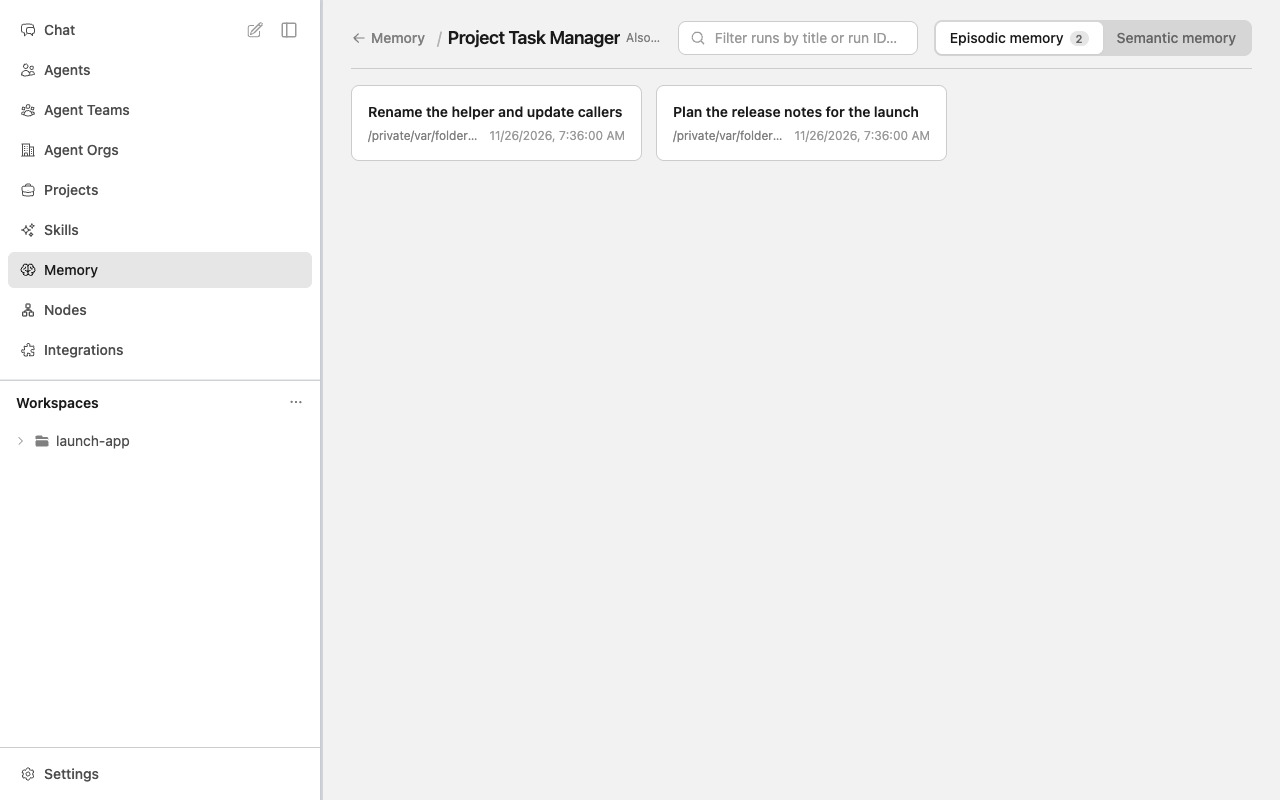 Chat
Agents
Agent Teams
Agent Orgs
Projects
Skills
Memory
Nodes
Integrations
Workspaces
launch-app
Settings
Memory / Project Task Manager Also...
Filter runs by title or run ID...
Episodic memory 2
Semantic memory
Rename the helper and update callers
/private/var/folder... 11/26/2026, 7:36:00 AM
Plan the release notes for the launch
/private/var/folder... 11/26/2026, 7:36:00 AM